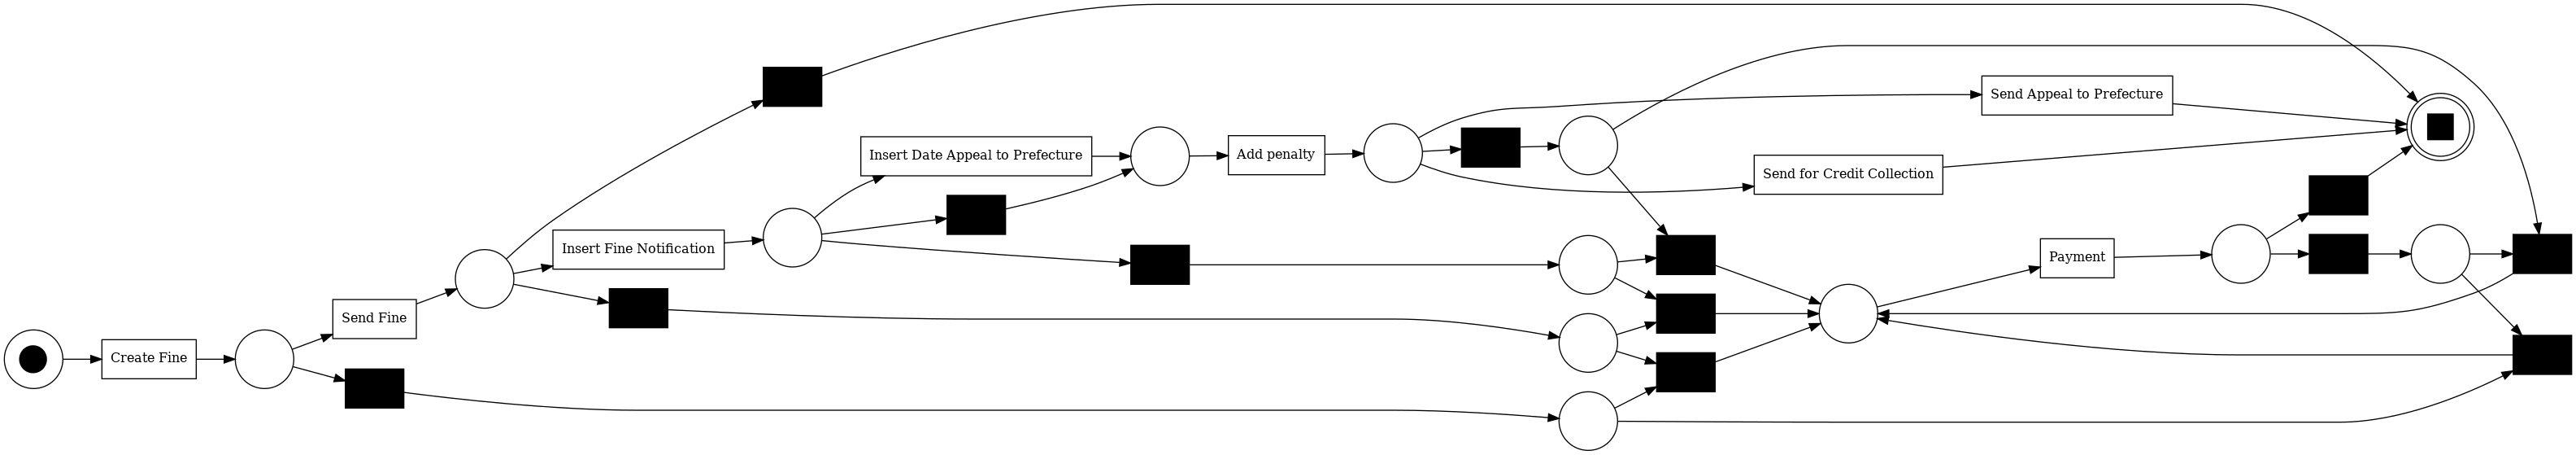 Create Fine
Send Fine
Insert Fine Notification
Insert Date Appeal to Prefecture
Add penalty
Send Appeal to Prefecture
Send for Credit Collection
Payment